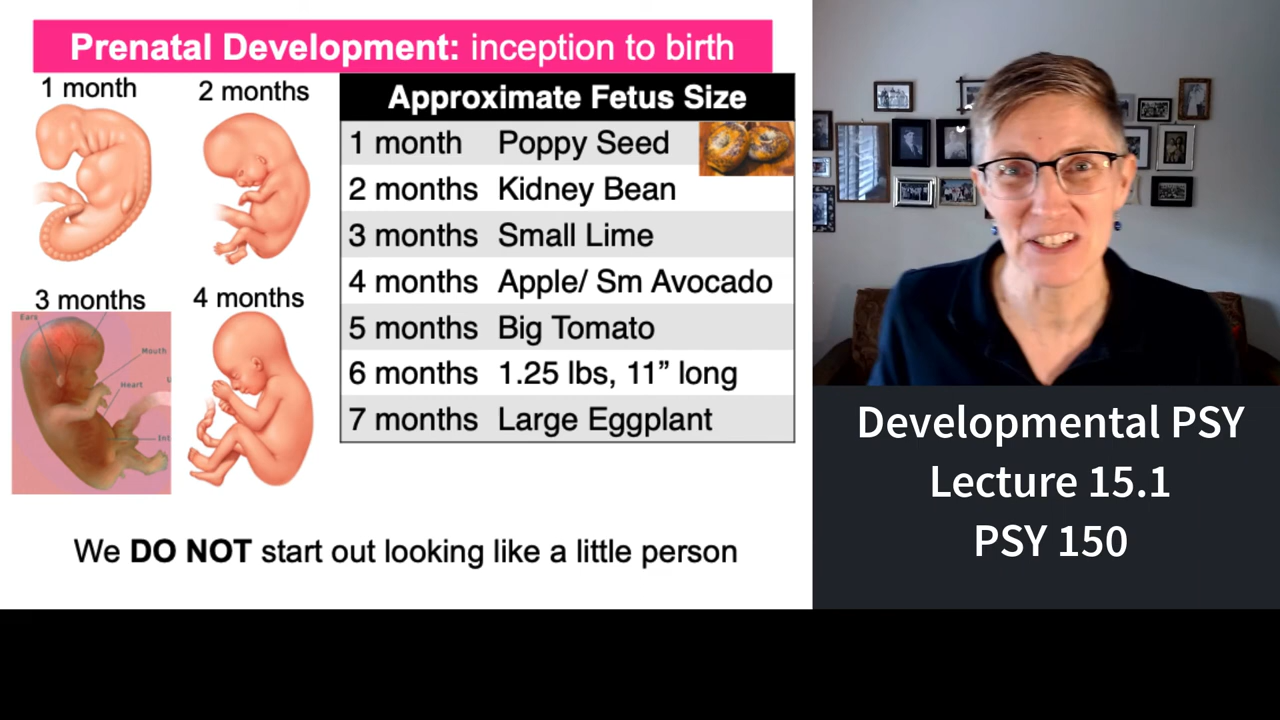 Prenatal Development: inception to birth
1 month
2 months
3 months
4 months
Ears
Mouth
Heart
Approximate Fetus Size
1 month Poppy Seed
2 months Kidney Bean
3 months Small Lime
4 months Apple/ Sm Avocado
5 months Big Tomato
6 months 1.25 lbs, 11” long
7 months Large Eggplant
We DO NOT start out looking like a little person
Developmental PSY
Lecture 15.1
PSY 150